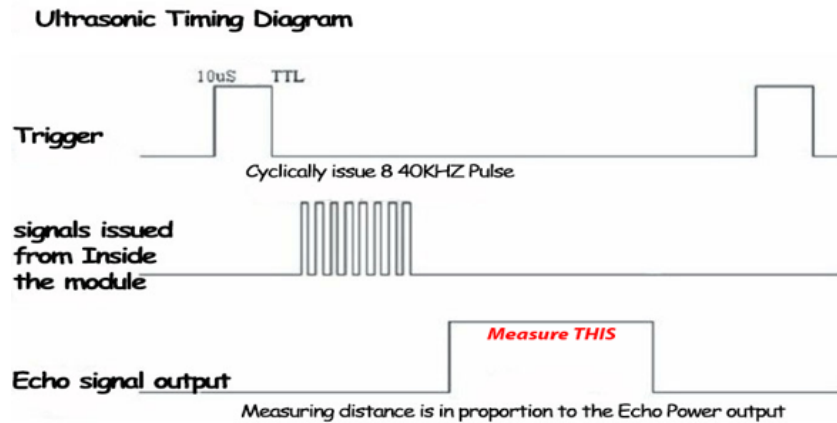 Ultrasonic Timing Diagram
10uS TTL
Trigger
Cyclically issue 8 40KHZ Pulse
signals issued
from Inside
the module
Measure THIS
Echo signal output
Measuring distance is in proportion to the Echo Power output